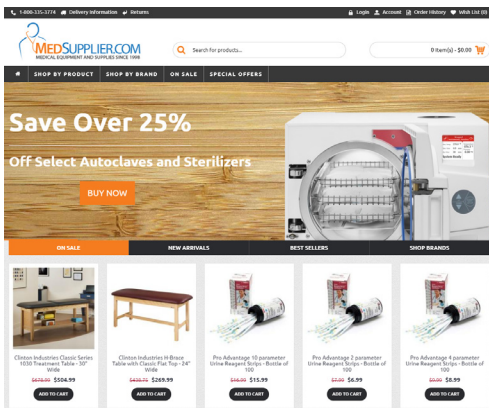 1-800-335-3774 Delivery Information Returns Login Account Order History Wish List (0)
MEDSUPPLIER.COM
MEDICAL EQUIPMENT AND SUPPLIES SINCE 1998
Search for products...
0 item(s) - $0.00
SHOP BY PRODUCT SHOP BY BRAND ON SALE SPECIAL OFFERS
Save Over 25%
Off Select Autoclaves and Sterilizers
BUY NOW
ON SALE NEW ARRIVALS BEST SELLERS SHOP BRANDS
Clinton Industries Classic Series
1030 Treatment Table - 30"
Wide
$504.99
ADD TO CART
Clinton Industries H-Brace
Table with Classic Flat Top - 24"
Wide
$269.99
ADD TO CART
Pro Advantage 10 parameter
Urine Reagent Strips - Bottle of
100
$15.99
ADD TO CART
Pro Advantage 2 parameter
Urine Reagent Strips - Bottle of
100
$6.99
ADD TO CART
Pro Advantage 4 parameter
Urine Reagent Strips - Bottle of
100
$8.99
ADD TO CART